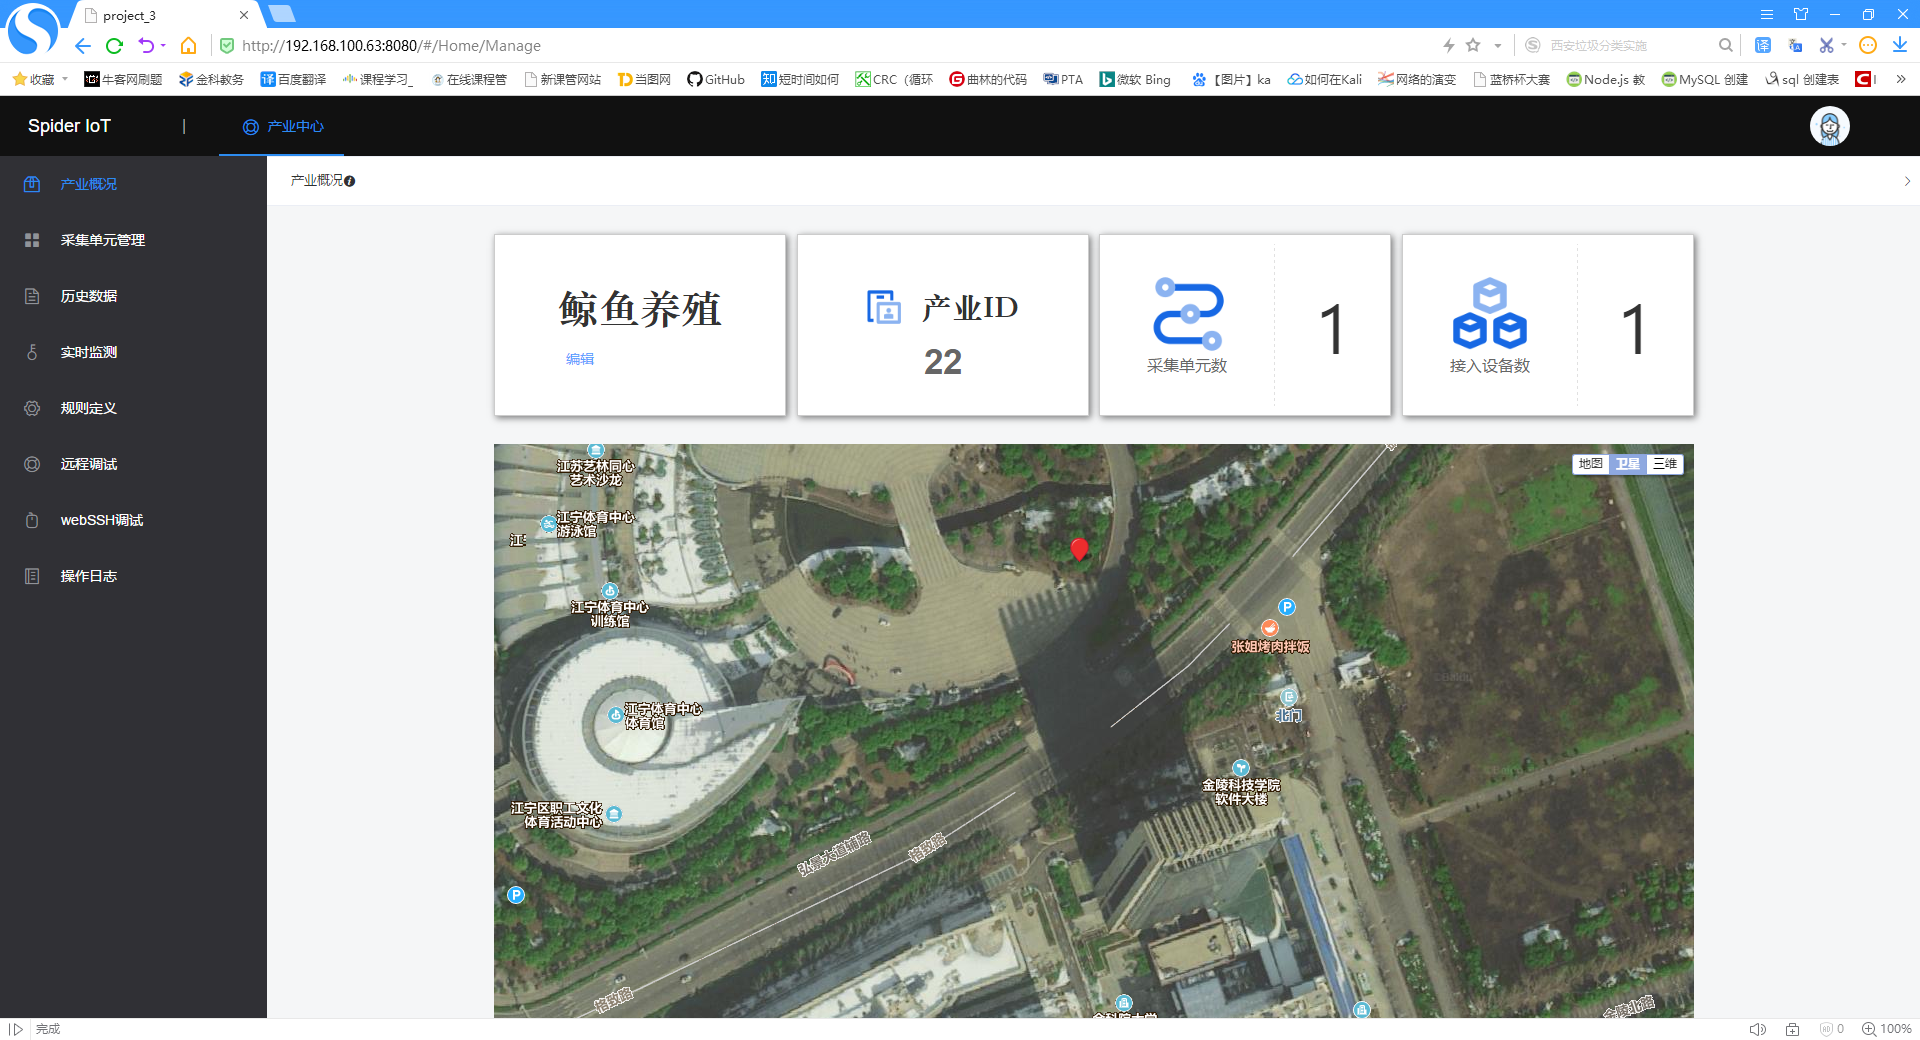 project_3
http://192.168.100.63:8080/#/Home/Manage
西安垃圾分类实施
收藏
牛客网刷题
金科教务
百度翻译
课程学习_
在线课程管
新课管网站
当图网
GitHub
短时间如何
CRC（循环
曲林的代码
PTA
微软 Bing
【图片】ka
如何在Kali
网络的演变
蓝桥杯大赛
Node.js 教
MySQL 创建
sql 创建表
Spider IoT
|
产业中心
产业概况
采集单元管理
历史数据
实时监测
规则定义
远程调试
webSSH调试
操作日志
产业概况
鲸鱼养殖
编辑
产业ID
22
采集单元数
1
接入设备数
1
地图 卫星 三维
江苏艺林同心
艺术沙龙
江宁体育中心
游泳馆
江宁体育中心
训练馆
P
张姐烤肉拌饭
江宁体育中心
体育馆
北门
金陵科技学院
软件大楼
江宁区职工文化
体育活动中心
弘景大道辅路
格致路
P
格致路
金陵北路
完成
0
100%